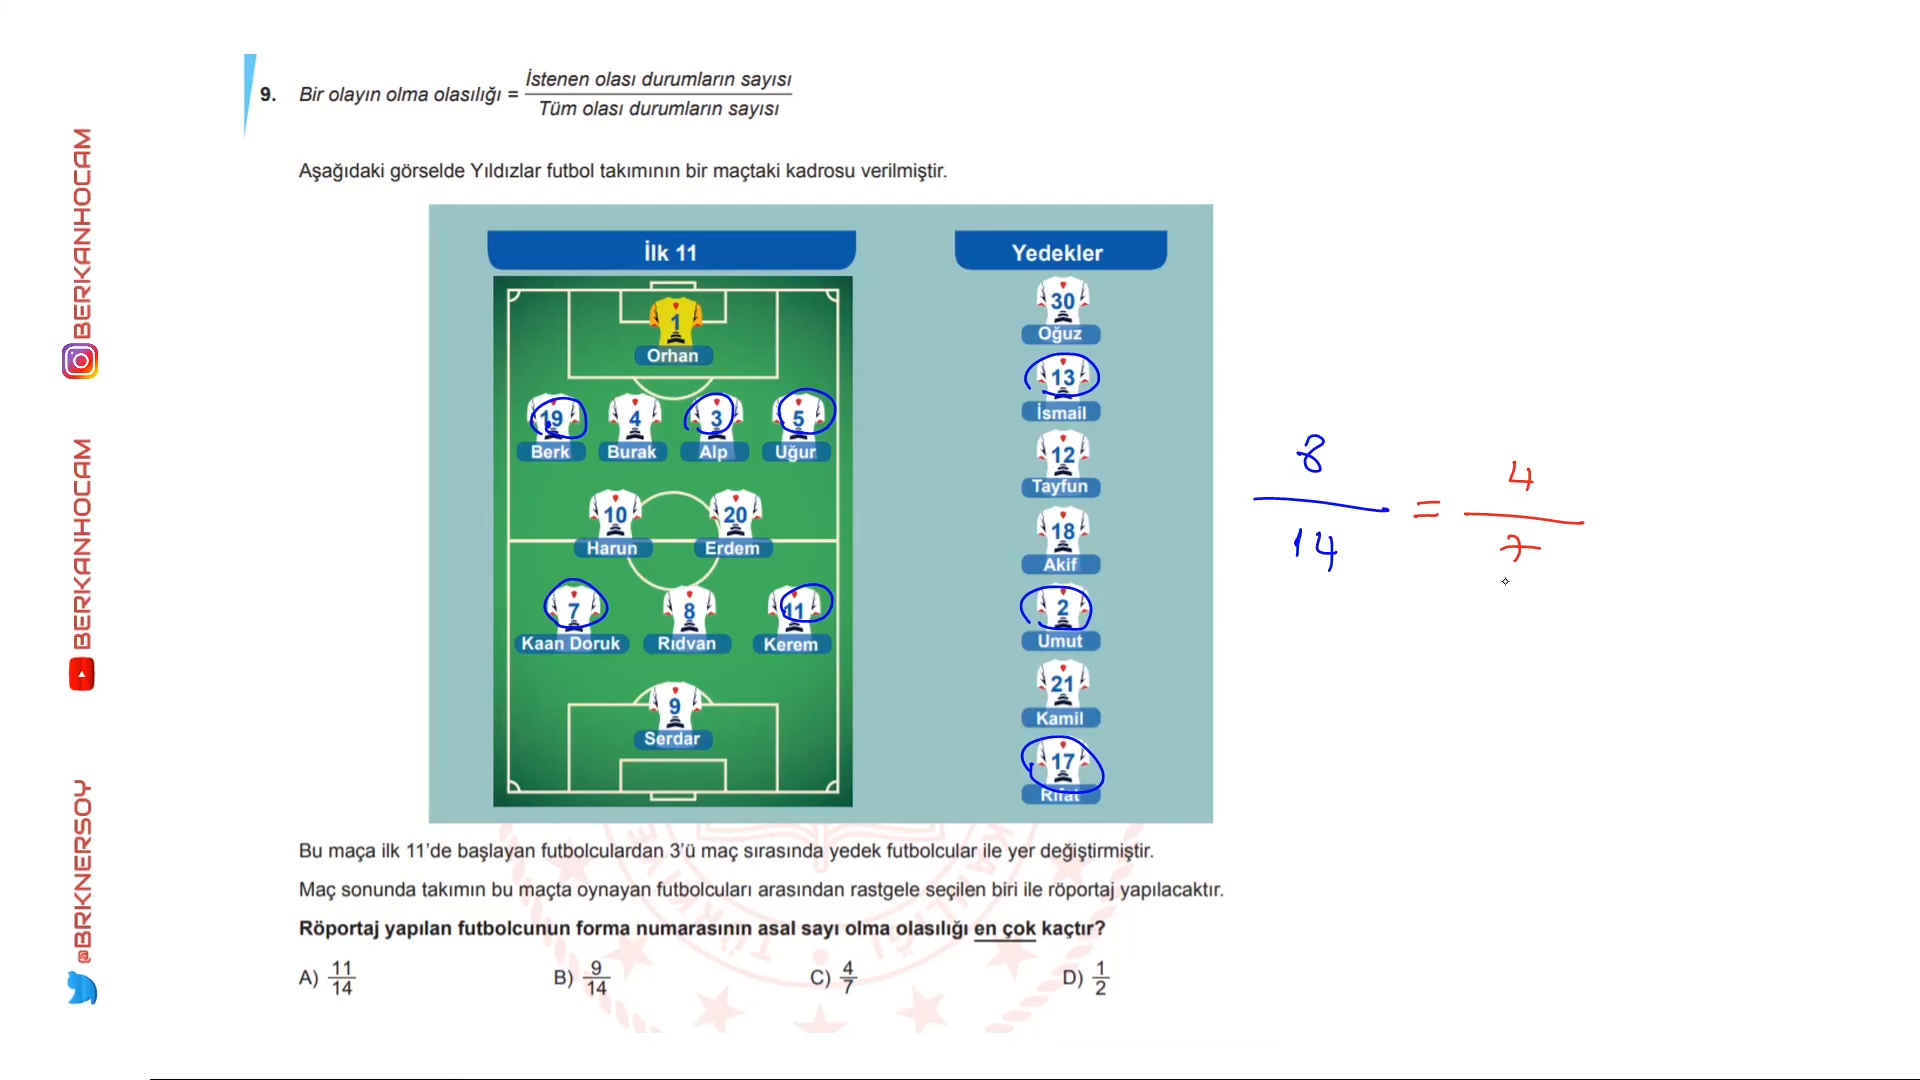 9. Bir olayın olma olasılığı = İstenen olası durumların sayısı / Tüm olası durumların sayısı
Aşağıdaki görselde Yıldızlar futbol takımının bir maçtaki kadrosu verilmiştir.
İlk 11
1
Orhan
19 4 3 5
Berk Burak Alp Uğur
10 20
Harun Erdem
7 8 11
Kaan Doruk Rıdvan Kerem
9
Serdar
Yedekler
30
Oğuz
13
İsmail
12
Tayfun
18
Akif
2
Umut
21
Kamil
17
Rıfat
8/14 = 4/7
Bu maça ilk 11'de başlayan futbolculardan 3'ü maç sırasında yedek futbolcular ile yer değiştirmiştir.
Maç sonunda takımın bu maçta oynayan futbolcuları arasından rastgele seçilen biri ile röportaj yapılacaktır.
Röportaj yapılan futbolcunun forma numarasının asal sayı olma olasılığı en çok kaçtır?
A) 11/14 B) 9/14 C) 4/7 D) 1/2
BERKANHOCAM
BERKANHOCAM
@BRKNERSOY